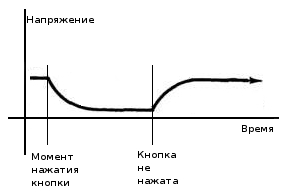 Напряжение
Время
Момент
нажатия
кнопки
Кнопка
не
нажата